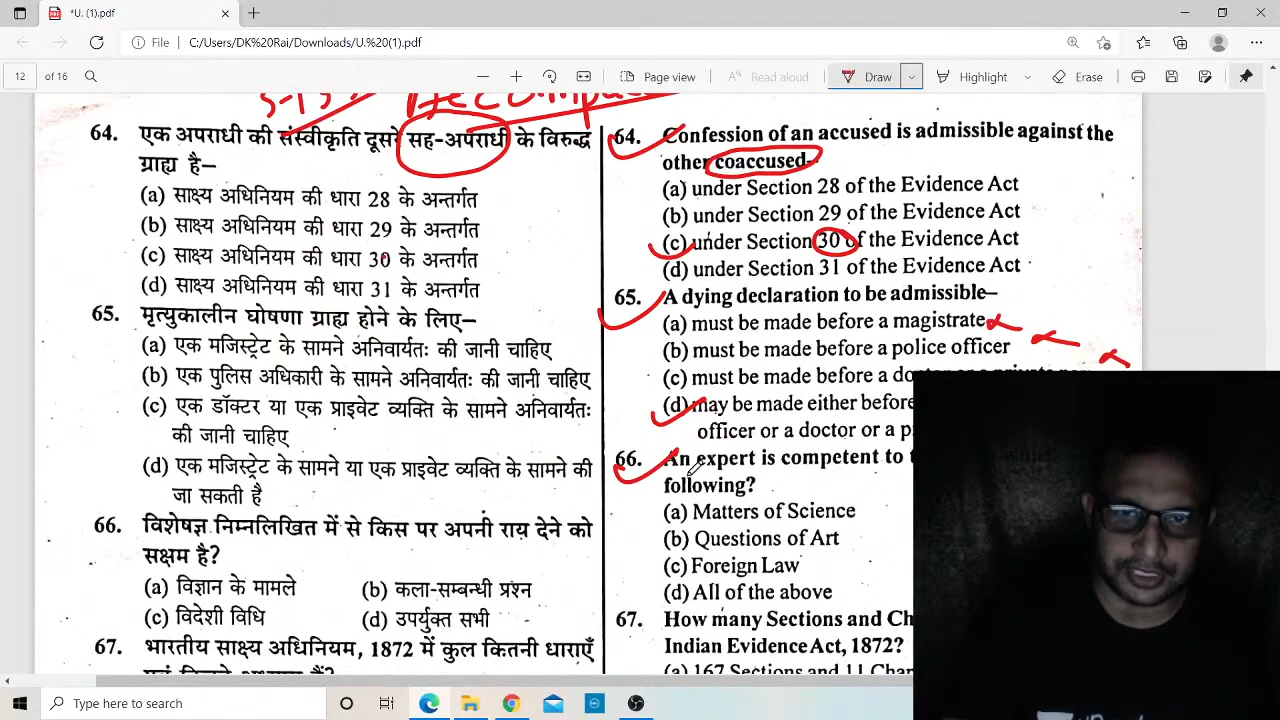 *U. (1).pdf
File
C:/Users/DK%20Rai/Downloads/U.%20(1).pdf
12 of 16
Page view
Read aloud
Draw
Highlight
Erase
64. एक अपराधी की संस्वीकृति दूसरे सह-अपराधी के विरुद्ध
ग्राह्य है–
(a) साक्ष्य अधिनियम की धारा 28 के अन्तर्गत
(b) साक्ष्य अधिनियम की धारा 29 के अन्तर्गत
(c) साक्ष्य अधिनियम की धारा 30 के अन्तर्गत
(d) साक्ष्य अधिनियम की धारा 31 के अन्तर्गत
65. मृत्युकालीन घोषणा ग्राह्य होने के लिए–
(a) एक मजिस्ट्रेट के सामने अनिवार्यतः की जानी चाहिए
(b) एक पुलिस अधिकारी के सामने अनिवार्यतः की जानी चाहिए
(c) एक डॉक्टर या एक प्राइवेट व्यक्ति के सामने अनिवार्यतः
की जानी चाहिए
(d) एक मजिस्ट्रेट के सामने या एक प्राइवेट व्यक्ति के सामने की
जा सकती है
66. विशेषज्ञ निम्नलिखित में से किस पर अपनी राय देने को
सक्षम है?
(a) विज्ञान के मामले (b) कला-सम्बन्धी प्रश्न
(c) विदेशी विधि (d) उपर्युक्त सभी
67. भारतीय साक्ष्य अधिनियम, 1872 में कुल कितनी धाराएँ
64. Confession of an accused is admissible against the
other coaccused–
(a) under Section 28 of the Evidence Act
(b) under Section 29 of the Evidence Act
(c) under Section 30 of the Evidence Act
(d) under Section 31 of the Evidence Act
65. A dying declaration to be admissible–
(a) must be made before a magistrate
(b) must be made before a police officer
(c) must be made before a
(d) may be made either before
officer or a doctor or a
66. An expert is competent to
following?
(a) Matters of Science
(b) Questions of Art
(c) Foreign Law
(d) All of the above
67. How many Sections and
Indian Evidence Act, 1872?
(a) 167 Sections and 11
Type here to search